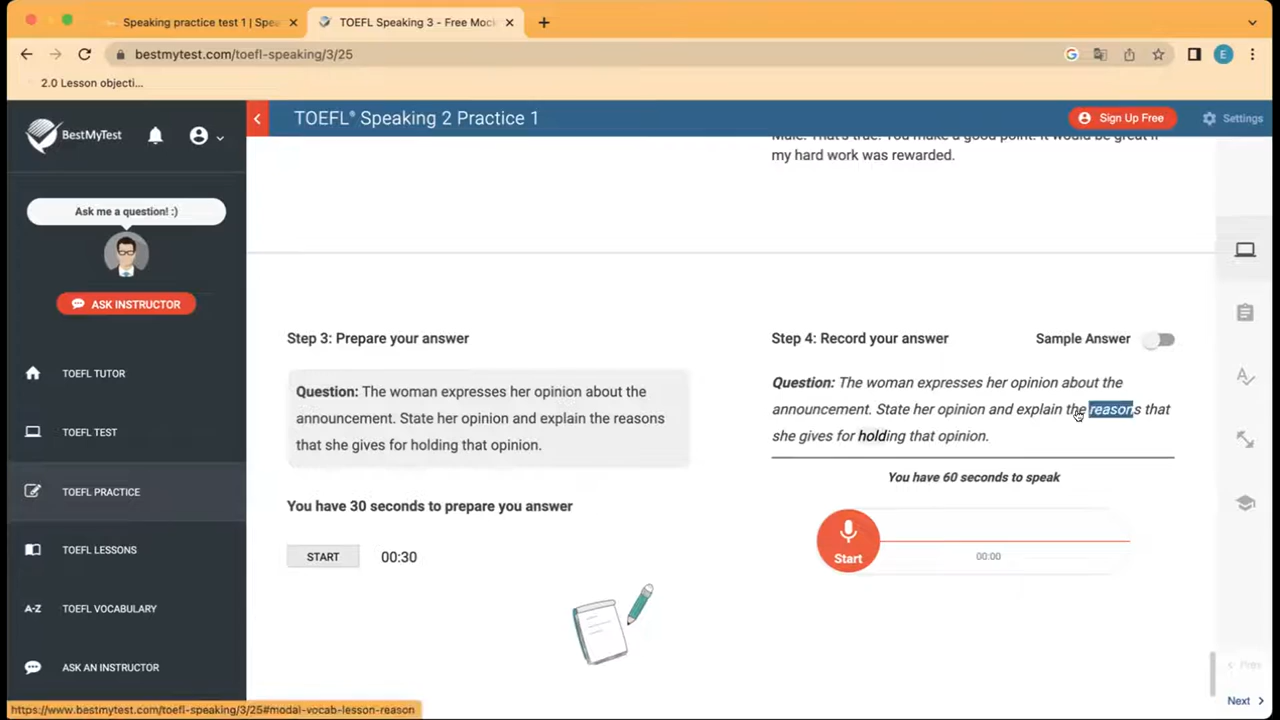 Speaking practice test 1 | Spea
TOEFL Speaking 3 - Free Mock
bestmytest.com/toefl-speaking/3/25
E
2.0 Lesson objecti...
BestMyTest
TOEFL® Speaking 2 Practice 1
Sign Up Free
Settings
Male: That's true. You make a good point. It would be great if
my hard work was rewarded.
Ask me a question! :)
ASK INSTRUCTOR
TOEFL TUTOR
TOEFL TEST
TOEFL PRACTICE
TOEFL LESSONS
A-Z TOEFL VOCABULARY
ASK AN INSTRUCTOR
Step 3: Prepare your answer
Question: The woman expresses her opinion about the
announcement. State her opinion and explain the reasons
that she gives for holding that opinion.
You have 30 seconds to prepare you answer
START 00:30
Step 4: Record your answer
Sample Answer
Question: The woman expresses her opinion about the
announcement. State her opinion and explain the reasons that
she gives for holding that opinion.
You have 60 seconds to speak
Start
00:00
< Prev
Next >
https://www.bestmytest.com/toefl-speaking/3/25#modal-vocab-lesson-reason